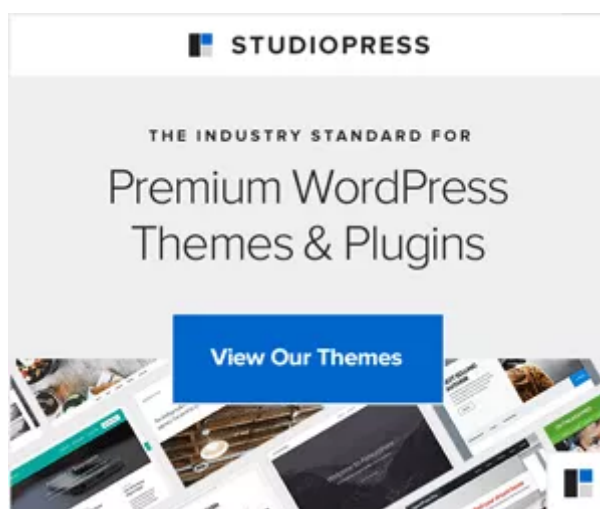 STUDIOPRESS
THE INDUSTRY STANDARD FOR
Premium WordPress
Themes & Plugins
View Our Themes